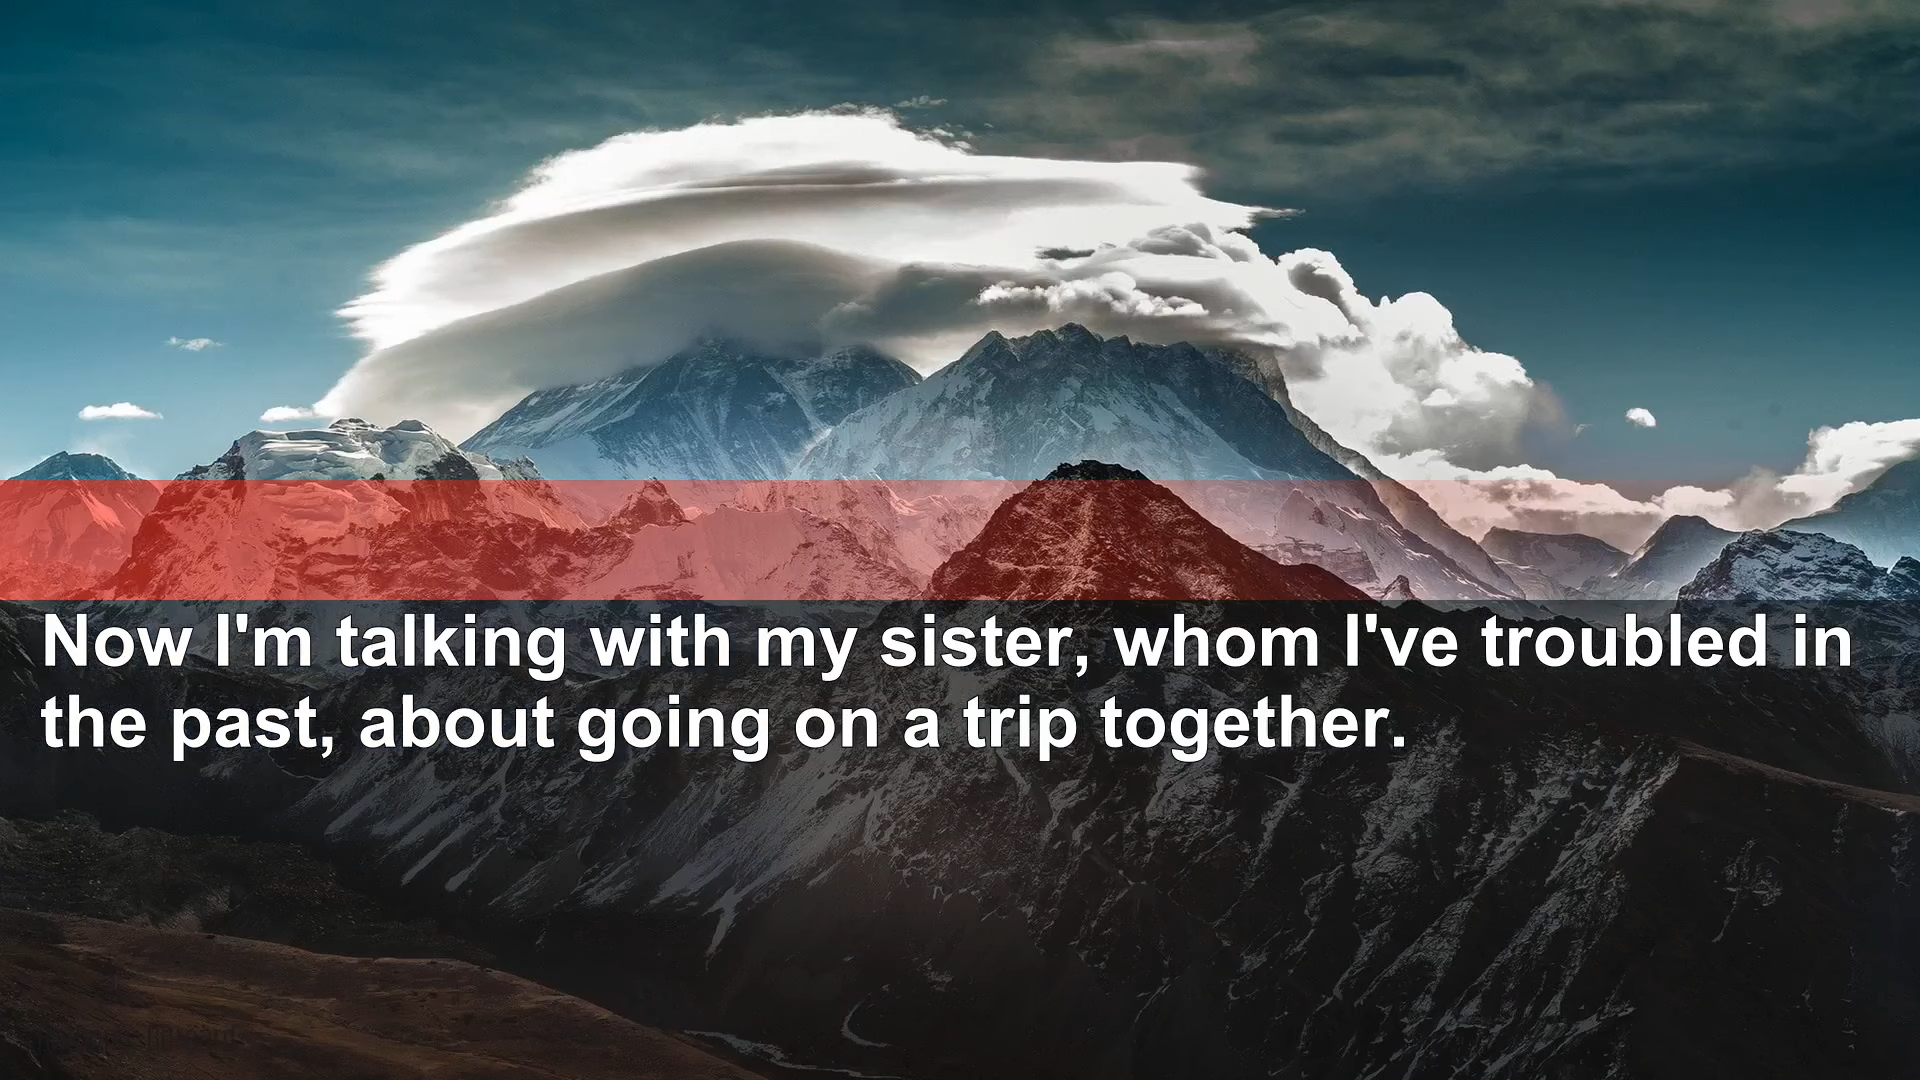 Now I'm talking with my sister, whom I've troubled in
the past, about going on a trip together.